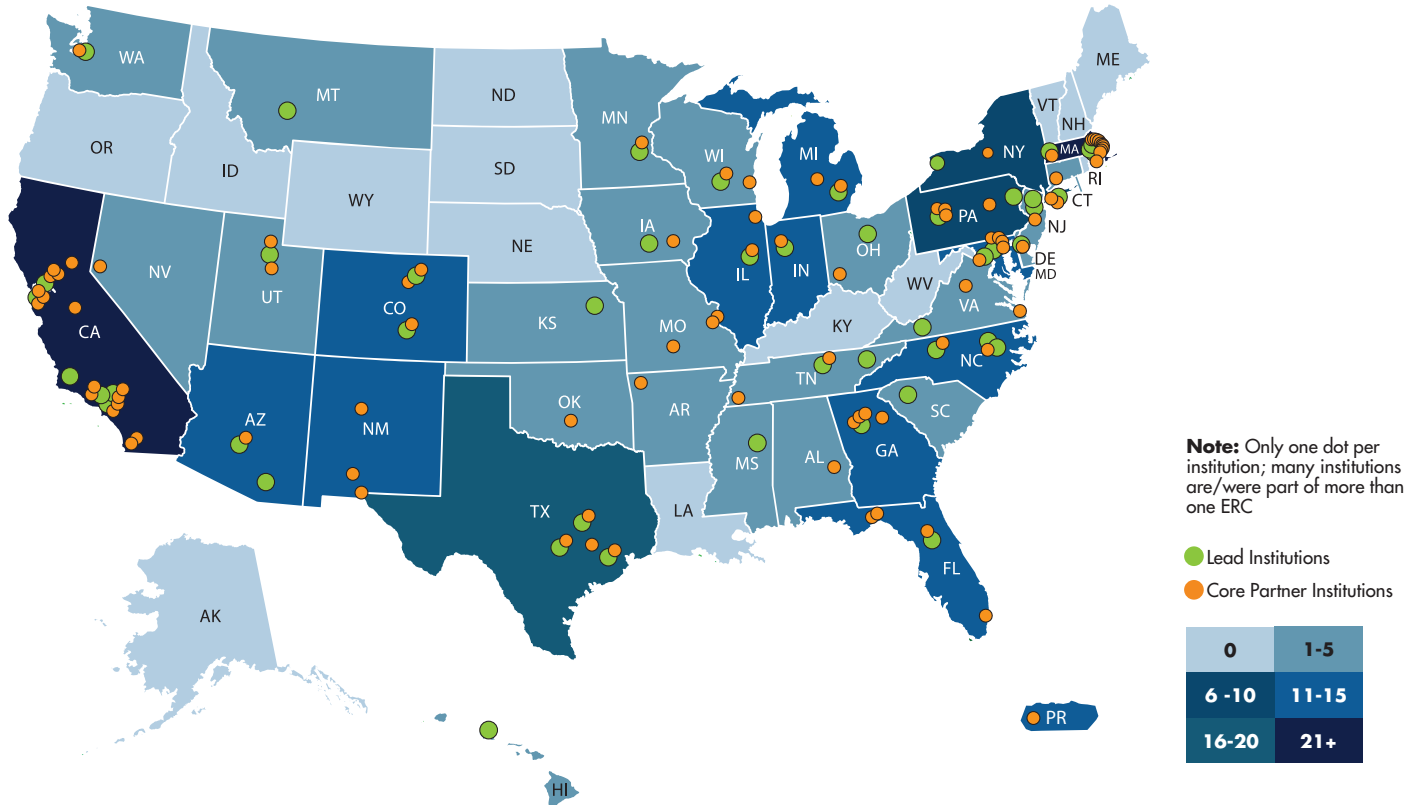 WA
MT
ND
MN
ME
VT
NH
OR
ID
SD
WI
MI
NY
MA
RI
CT
WY
NE
IA
IL
IN
OH
PA
NJ
DE
MD
NV
UT
CO
KS
MO
KY
WV
VA
CA
AZ
NM
OK
AR
TN
NC
SC
MS
AL
GA
TX
LA
FL
AK
HI
PR
Note: Only one dot per
institution; many institutions
are/were part of more than
one ERC
Lead Institutions
Core Partner Institutions
0
1-5
6 -10
11-15
16-20
21+